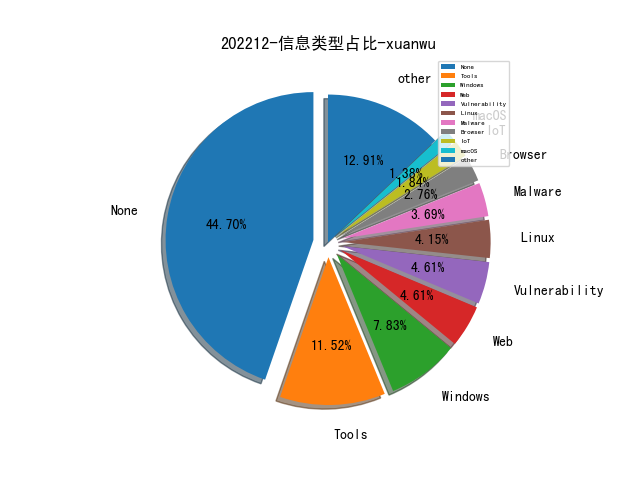 202212-信息类型占比-xuanwu
other
None
Tools
Windows
Web
Vulnerability
Linux
Malware
Browser
IoT
macOS
other
macOS
IoT
Browser
Malware
Linux
Vulnerability
Web
Windows
Tools
None
12.91%
1.38%
1.84%
2.76%
3.69%
4.15%
4.61%
4.61%
7.83%
11.52%
44.70%